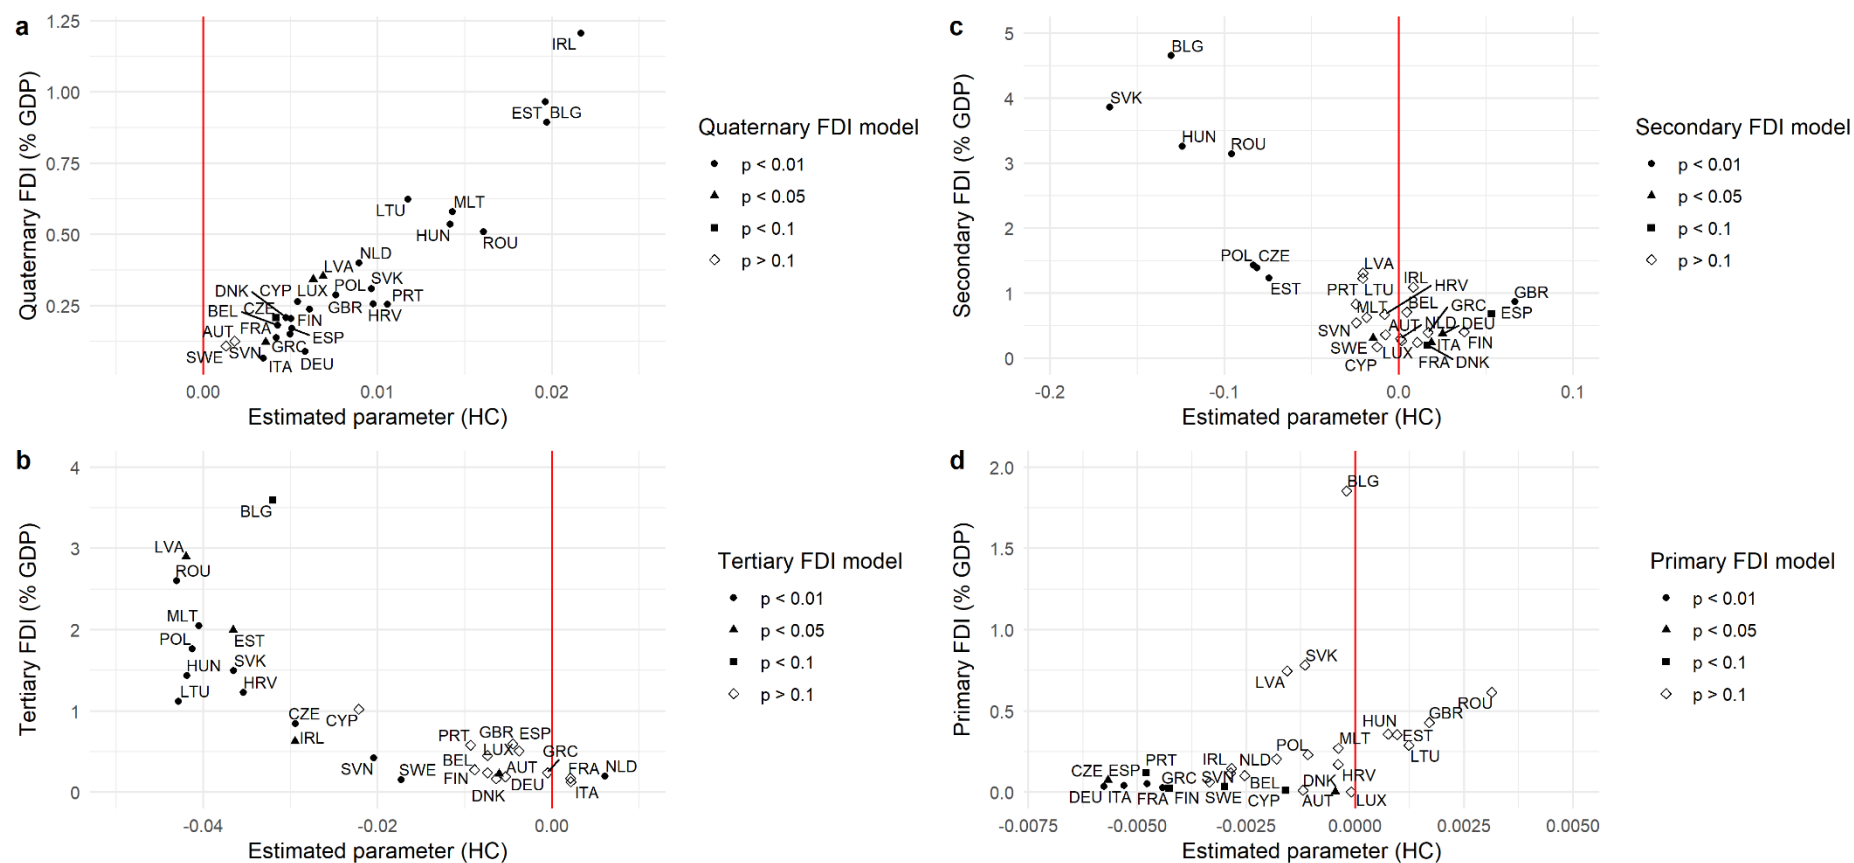 a
Quaternary FDI (% GDP)
1.25
1.00
0.75
0.50
0.25
IRL
EST
BLG
LTU
MLT
HUN
ROU
NLD
LVA
DNK
CYP
LUX
POL
SVK
PRT
BEL
CZE
FIN
GBR
HRV
AUT
FRA
ESP
SWE
SVN
GRC
ITA
DEU
0.00
0.01
0.02
Estimated parameter (HC)
Quaternary FDI model
p < 0.01
p < 0.05
p < 0.1
p > 0.1
c
Secondary FDI (% GDP)
5
4
3
2
1
0
BLG
SVK
HUN
ROU
POL
CZE
EST
LVA
IRL
HRV
PRT
LTU
MLT
BEL
GRC
GBR
ESP
SVN
AUT
NLD
DEU
SWE
LUX
ITA
FIN
CYP
FRA
DNK
-0.2
-0.1
0.0
0.1
Estimated parameter (HC)
Secondary FDI model
p < 0.01
p < 0.05
p < 0.1
p > 0.1
b
Tertiary FDI (% GDP)
4
3
2
1
0
BLG
LVA
ROU
MLT
POL
EST
HUN
SVK
LTU
HRV
CZE
CYP
IRL
PRT
GBR
ESP
SVN
SWE
BEL
LUX
GRC
FIN
AUT
FRA
NLD
DNK
DEU
ITA
-0.04
-0.02
0.00
Estimated parameter (HC)
Tertiary FDI model
p < 0.01
p < 0.05
p < 0.1
p > 0.1
d
Primary FDI (% GDP)
2.0
1.5
1.0
0.5
0.0
BLG
SVK
LVA
ROU
GBR
HUN
EST
MLT
LTU
PRT
IRL
NLD
POL
CZE
ESP
GRC
SVN
BEL
DNK
HRV
DEU
ITA
FRA
FIN
SWE
CYP
AUT
LUX
-0.0075
-0.0050
-0.0025
0.0000
0.0025
0.0050
Estimated parameter (HC)
Primary FDI model
p < 0.01
p < 0.05
p < 0.1
p > 0.1